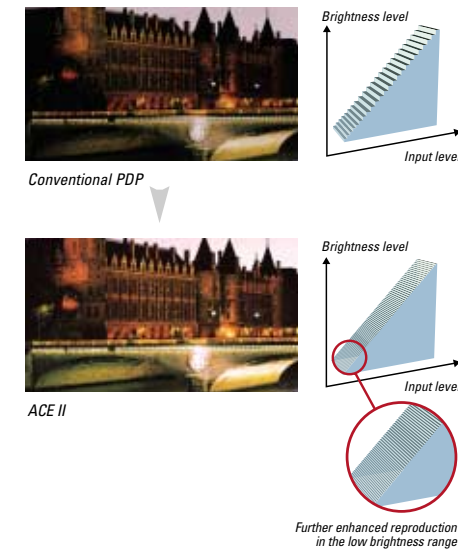 Brightness level
Input level
Conventional PDP
Brightness level
Input level
ACE II
Further enhanced reproduction
in the low brightness range